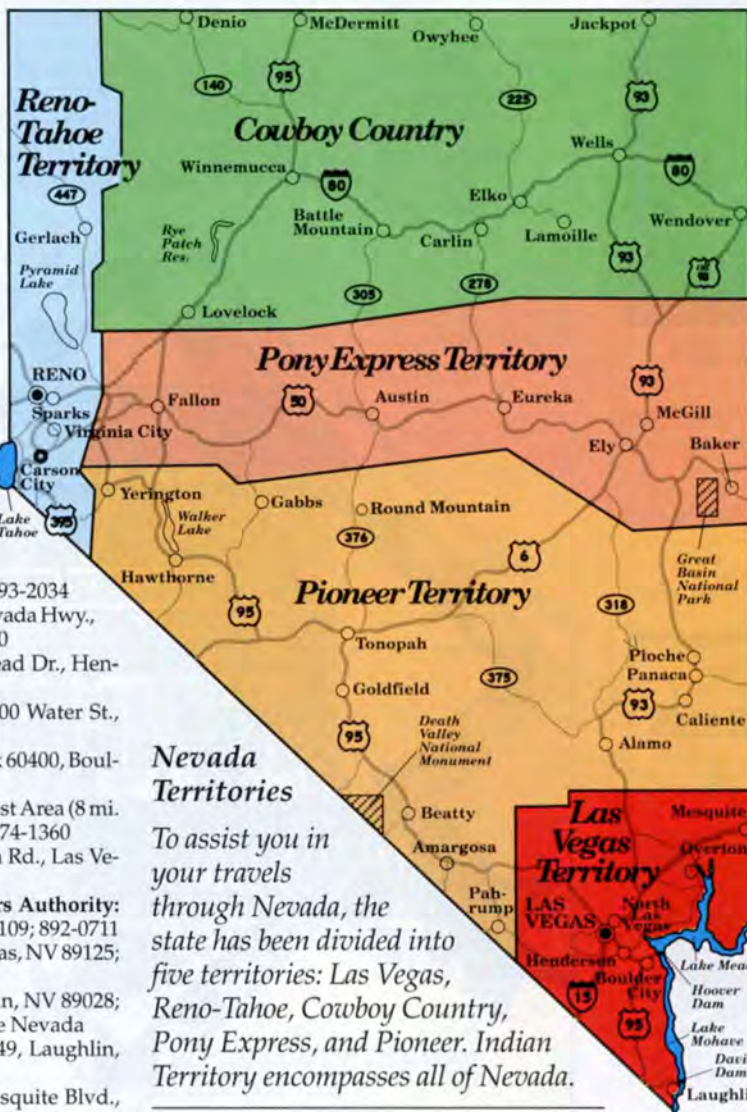 Denio
McDermitt
Owyhee
Jackpot
95
140
225
93
Reno-
Tahoe
Territory
Cowboy Country
Wells
Winnemucca
80
80
447
Elko
Battle
Mountain
Carlin
Lamoille
Wendover
Gerlach
Rye
Patch
Res.
93
Pyramid
Lake
305
278
Lovelock
Pony Express Territory
RENO
93
Sparks
Fallon
50
Austin
Eureka
McGill
Virginia City
Ely
Baker
Carson
City
Yerington
Gabbs
Round Mountain
Lake
Tahoe
395
Walker
Lake
376
6
Great
Basin
National
Park
Hawthorne
95
Pioneer Territory
318
Tonopah
Pioche
Panaca
375
Goldfield
93
Caliente
95
Death
Valley
National
Monument
Alamo
Beatty
Amargosa
Pah-
rump
Las
Vegas
Territory
Mesquite
Overton
LAS
VEGAS
North
Las
Vegas
Henderson
Boulder
City
Lake Mead
Hoover
Dam
15
95
Lake
Mohave
Davi
Dam
Laughli
93-2034
vada Hwy.,
0
ead Dr., Hen-
00 Water St.,
60400, Boul-
st Area (8 mi.
74-1360
n Rd., Las Ve-
rs Authority:
109; 892-0711
as, NV 89125;
in, NV 89028;
e Nevada
49, Laughlin,
squite Blvd.,
Nevada
Territories
To assist you in
your travels
through Nevada, the
state has been divided into
five territories: Las Vegas,
Reno-Tahoe, Cowboy Country,
Pony Express, and Pioneer. Indian
Territory encompasses all of Nevada.